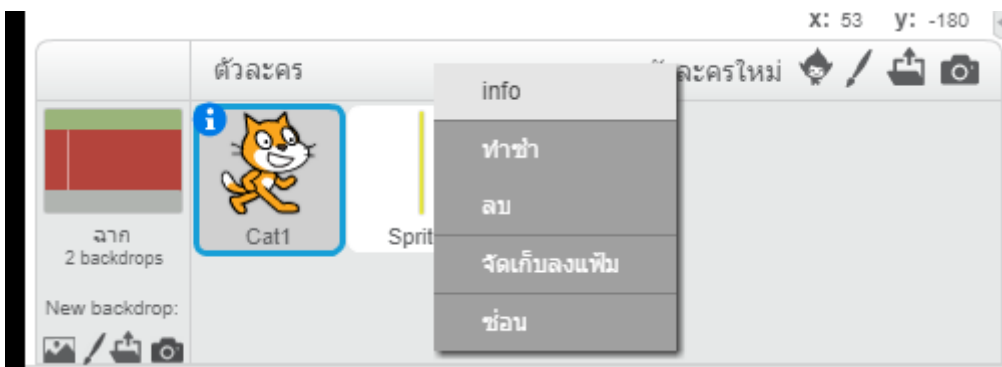 x: 53 y: -180
ตัวละคร
ละครใหม่
info
ทำซ้ำ
ลบ
จัดเก็บลงแฟ้ม
ซ่อน
Cat1
Sprit
ฉาก
2 backdrops
New backdrop: